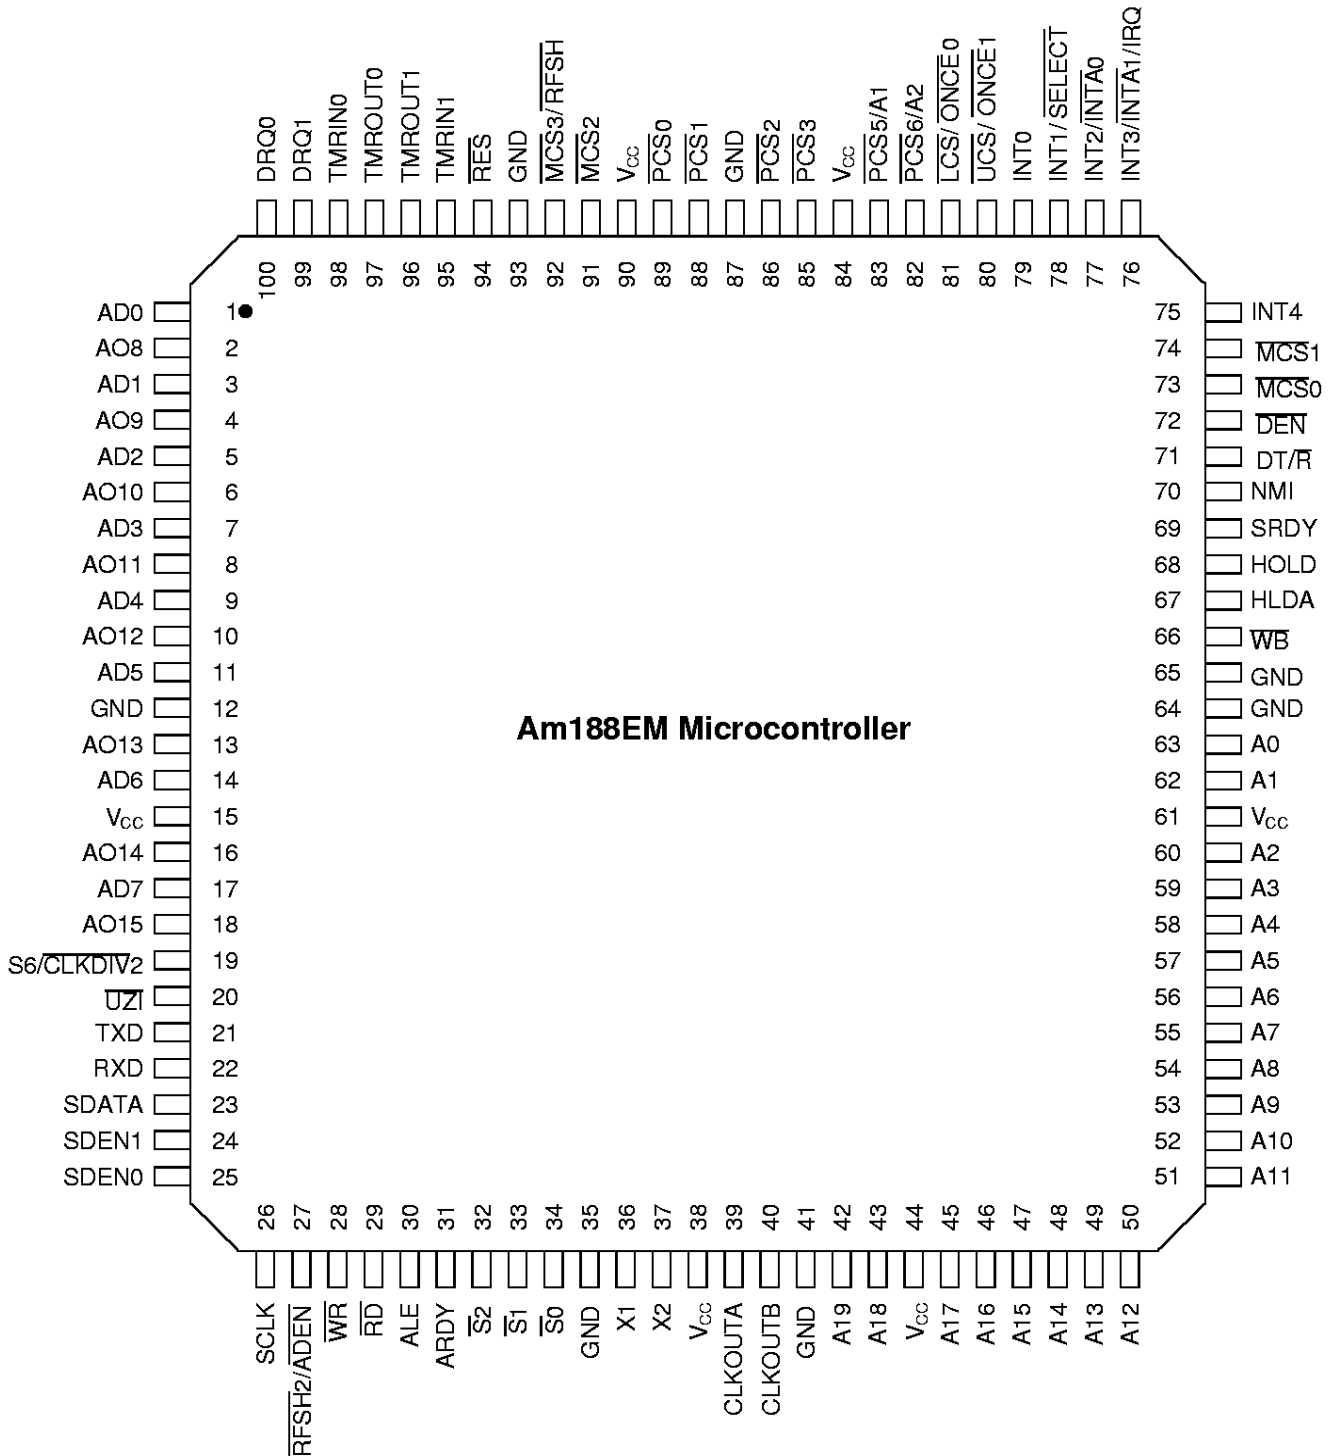 DRQ0
DRQ1
TMRIN0
TMROUT0
TMROUT1
TMRIN1
RES
GND
MCS3/RFSH
MCS2
VCC
PCS0
PCS1
GND
PCS2
PCS3
VCC
PCS5/A1
PCS6/A2
LCS/ONCE0
UCS/ONCE1
INT0
INT1/SELECT
INT2/INTA0
INT3/INTA1/IRQ
100
99
98
97
96
95
94
93
92
91
90
89
88
87
86
85
84
83
82
81
80
79
78
77
76
AD0 1
AO8 2
AD1 3
AO9 4
AD2 5
AO10 6
AD3 7
AO11 8
AD4 9
AO12 10
AD5 11
GND 12
AO13 13
AD6 14
VCC 15
AO14 16
AD7 17
AO15 18
S6/CLKDIV2 19
UZI 20
TXD 21
RXD 22
SDATA 23
SDEN1 24
SDEN0 25
Am188EM Microcontroller
75 INT4
74 MCS1
73 MCS0
72 DEN
71 DT/R
70 NMI
69 SRDY
68 HOLD
67 HLDA
66 WB
65 GND
64 GND
63 A0
62 A1
61 VCC
60 A2
59 A3
58 A4
57 A5
56 A6
55 A7
54 A8
53 A9
52 A10
51 A11
26
27
28
29
30
31
32
33
34
35
36
37
38
39
40
41
42
43
44
45
46
47
48
49
50
SCLK
RFSH2/ADEN
WR
RD
ALE
ARDY
S2
S1
S0
GND
X1
X2
VCC
CLKOUTA
CLKOUTB
GND
A19
A18
VCC
A17
A16
A15
A14
A13
A12